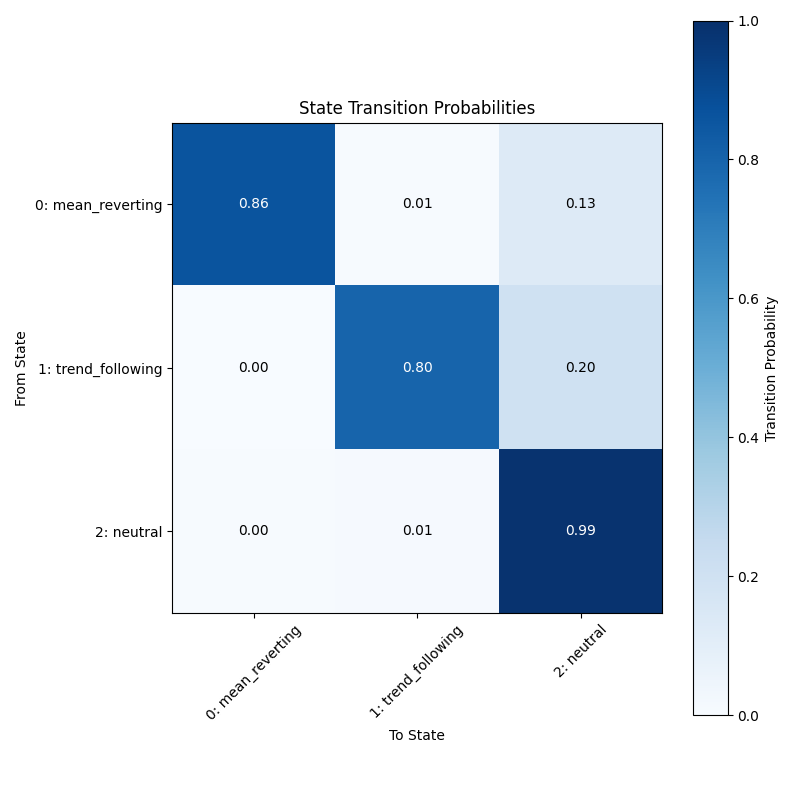 State Transition Probabilities
1.0
0.8
0.6
0.4
0.2
0.0
Transition Probability
From State
0: mean_reverting
0.86
0.01
0.13
1: trend_following
0.00
0.80
0.20
2: neutral
0.00
0.01
0.99
0: mean_reverting
1: trend_following
2: neutral
To State